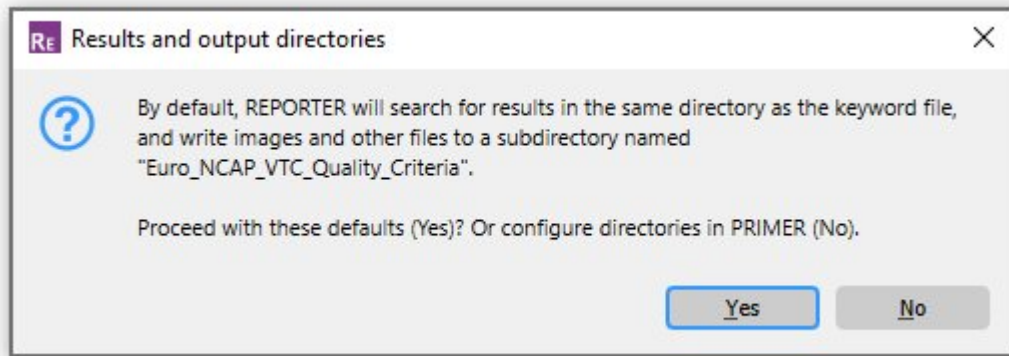 RE Results and output directories
By default, REPORTER will search for results in the same directory as the keyword file,
and write images and other files to a subdirectory named
"Euro_NCAP_VTC_Quality_Criteria".
Proceed with these defaults (Yes)? Or configure directories in PRIMER (No).
Yes No